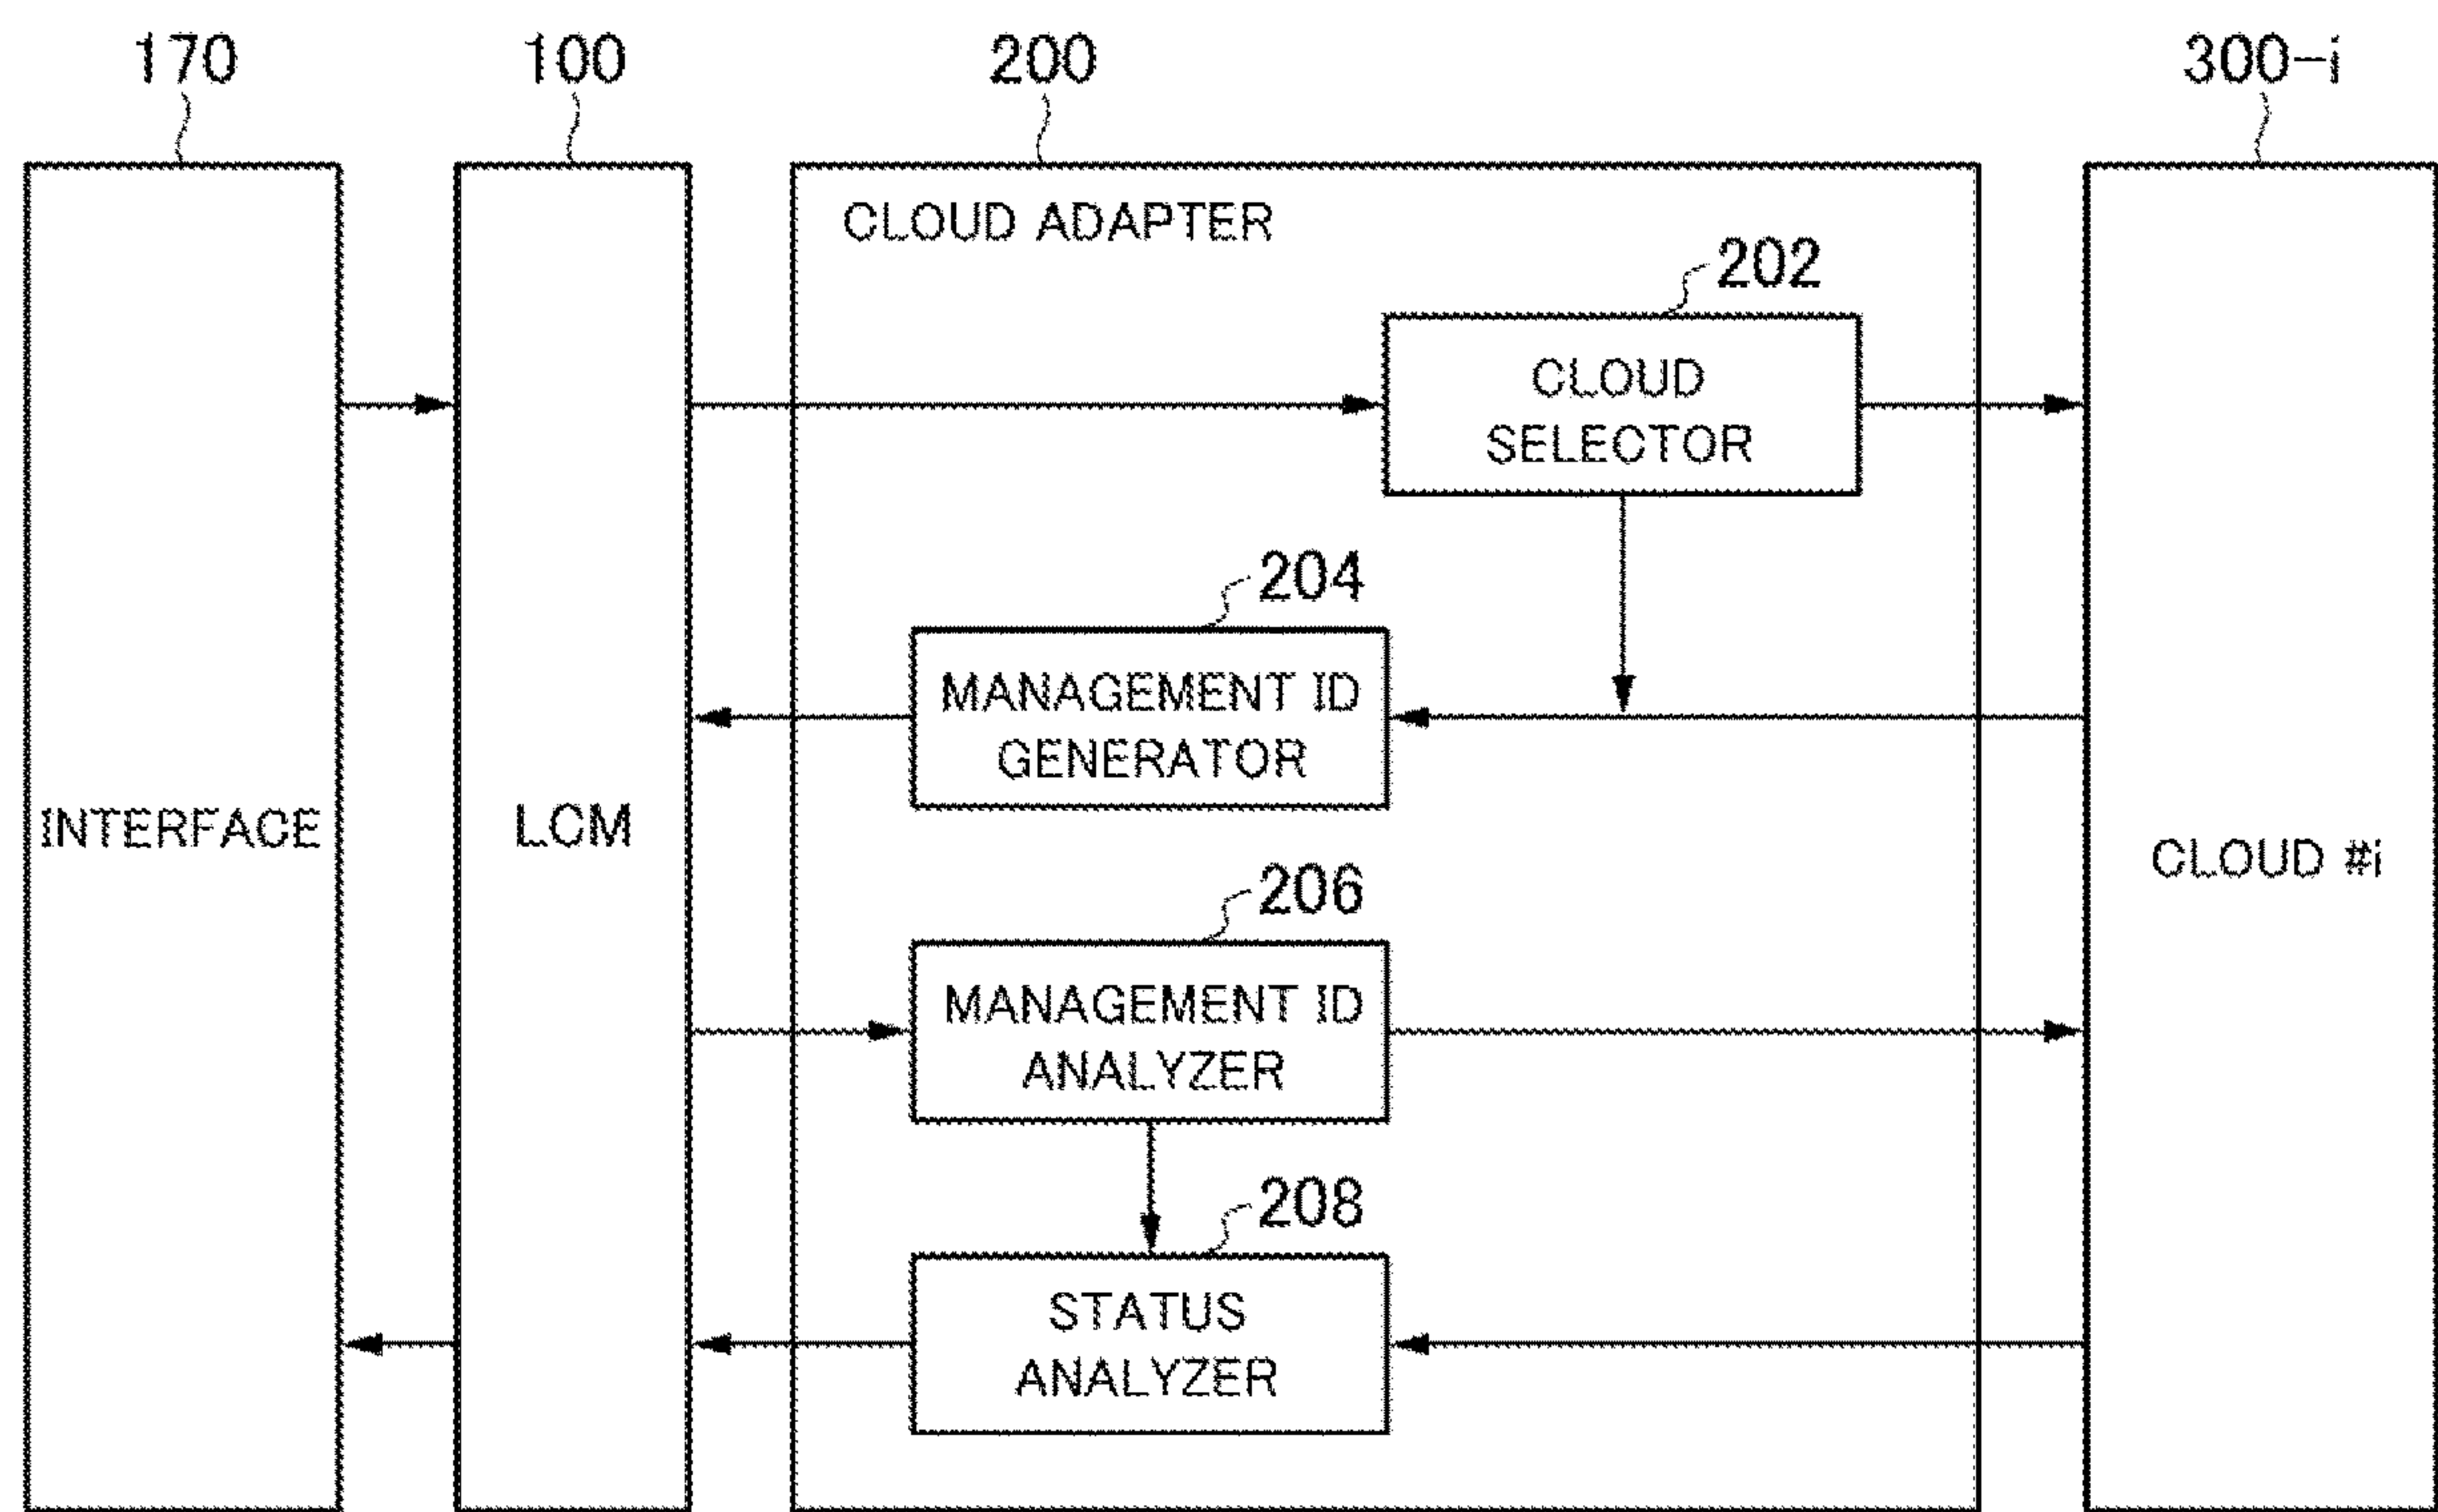 170
100
200
300-i
CLOUD ADAPTER
202
CLOUD
SELECTOR
204
MANAGEMENT ID
GENERATOR
INTERFACE
LCM
CLOUD #i
206
MANAGEMENT ID
ANALYZER
208
STATUS
ANALYZER